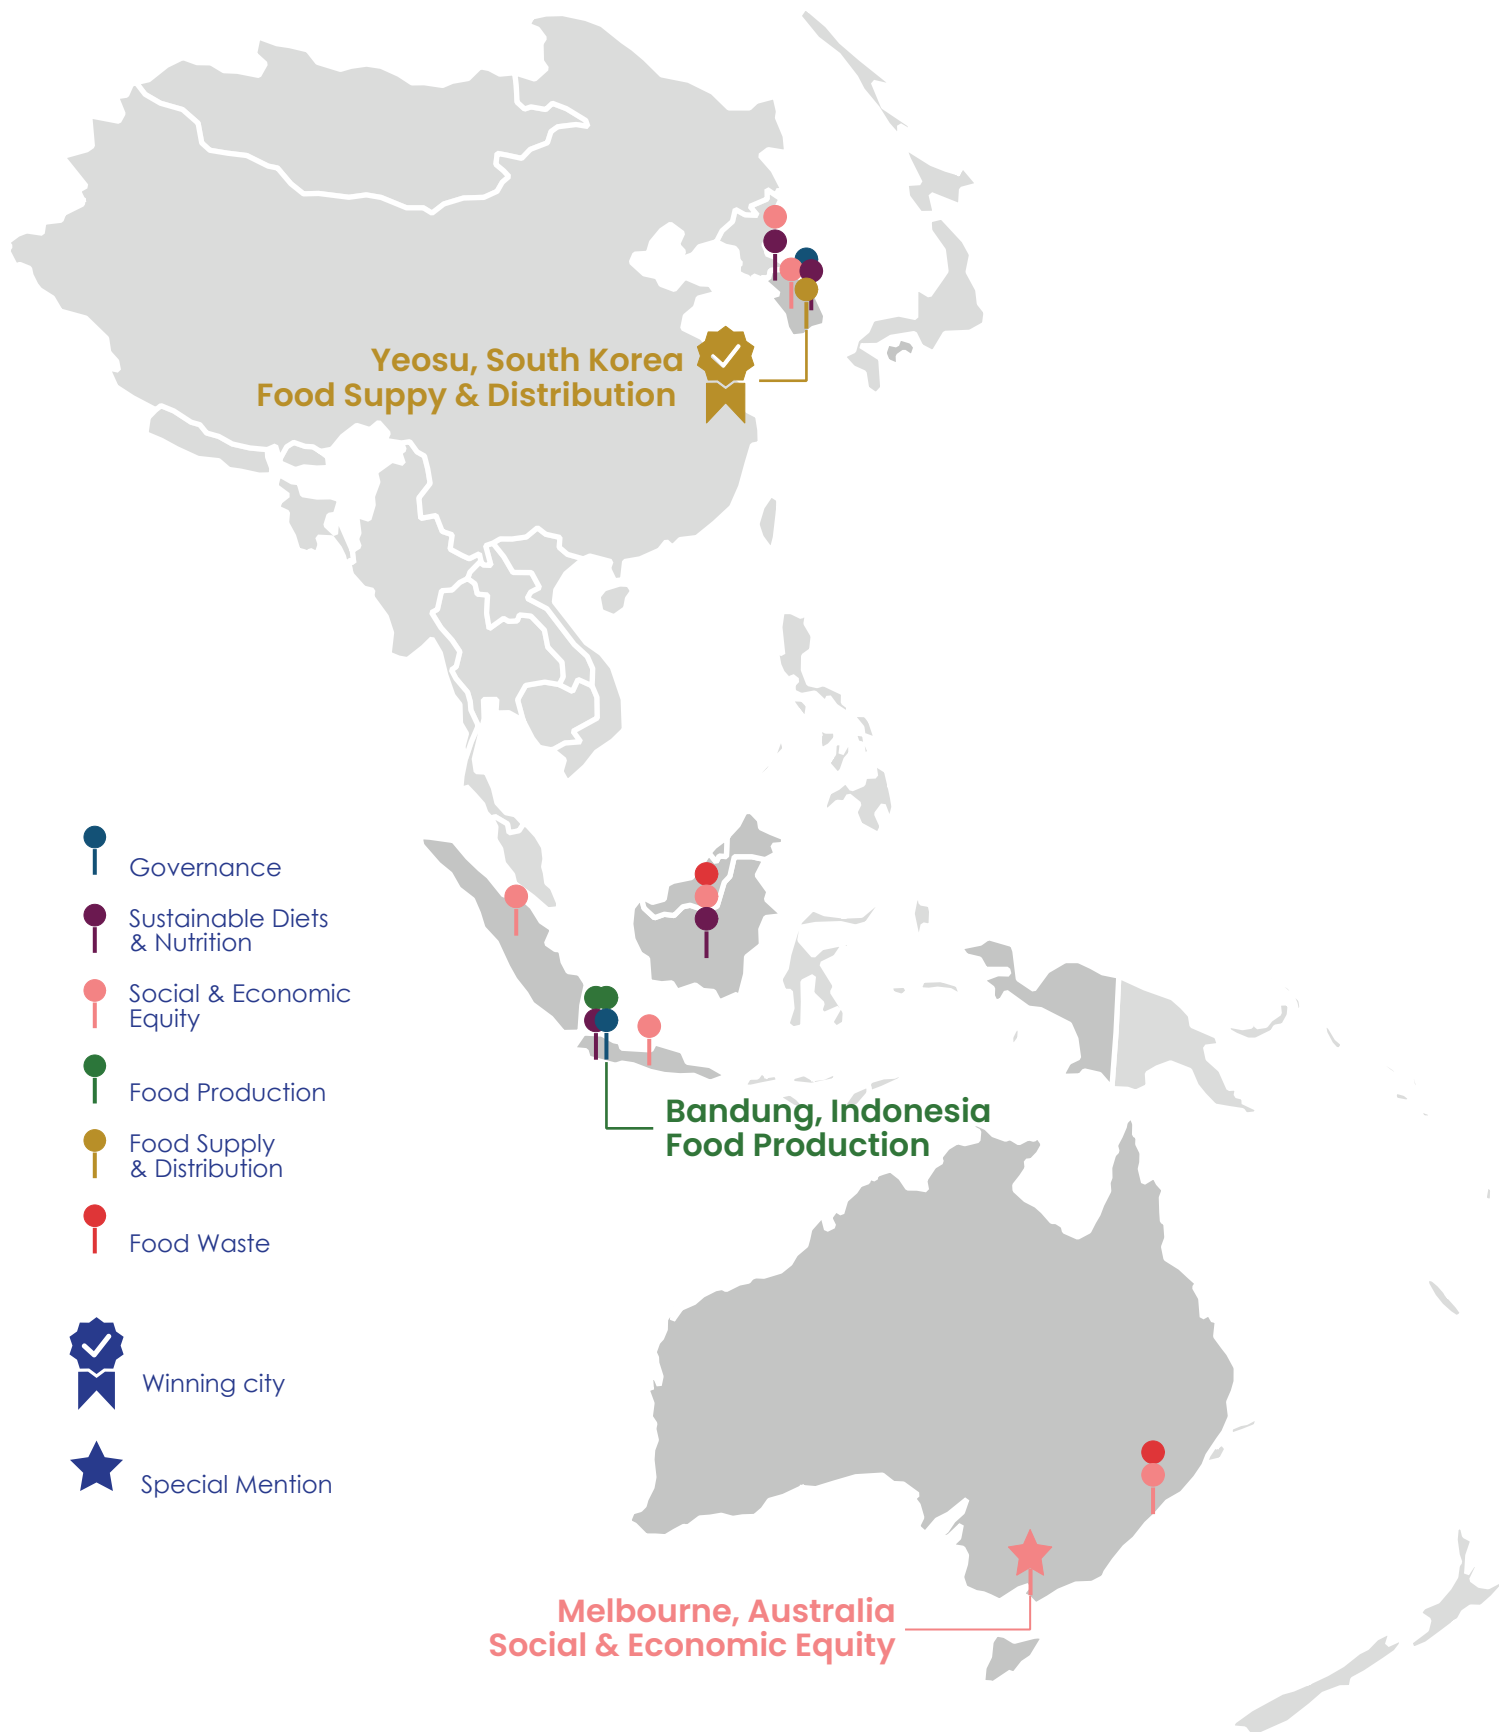 Yeosu, South Korea
Food Suppy & Distribution
Governance
Sustainable Diets
& Nutrition
Social & Economic
Equity
Food Production
Food Supply
& Distribution
Food Waste
Winning city
Special Mention
Bandung, Indonesia
Food Production
Melbourne, Australia
Social & Economic Equity